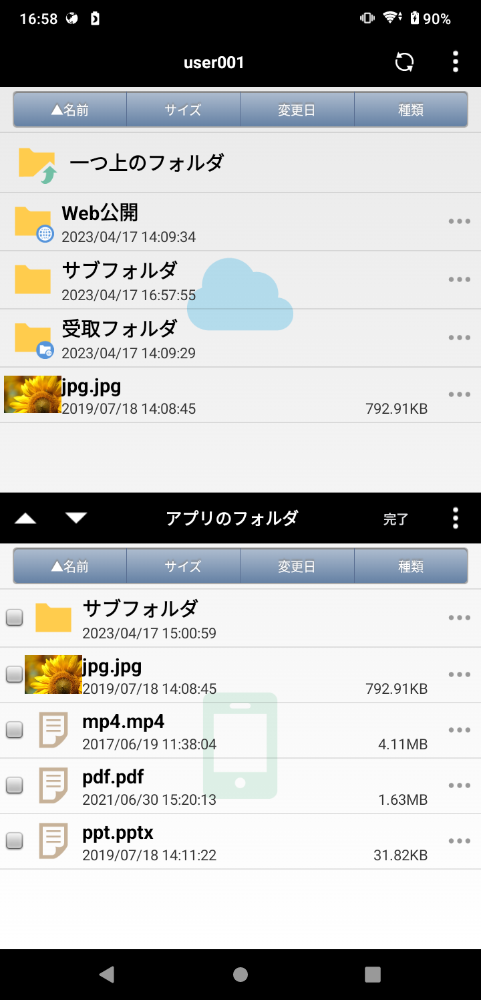 16:58 90%
user001
▲名前 サイズ 変更日 種類
一つ上のフォルダ
Web公開
2023/04/17 14:09:34
サブフォルダ
2023/04/17 16:57:55
受取フォルダ
2023/04/17 14:09:29
jpg.jpg
2019/07/18 14:08:45 792.91KB
アプリのフォルダ 完了
▲名前 サイズ 変更日 種類
サブフォルダ
2023/04/17 15:00:59
jpg.jpg
2019/07/18 14:08:45 792.91KB
mp4.mp4
2017/06/19 11:38:04 4.11MB
pdf.pdf
2021/06/30 15:20:13 1.63MB
ppt.pptx
2019/07/18 14:11:22 31.82KB